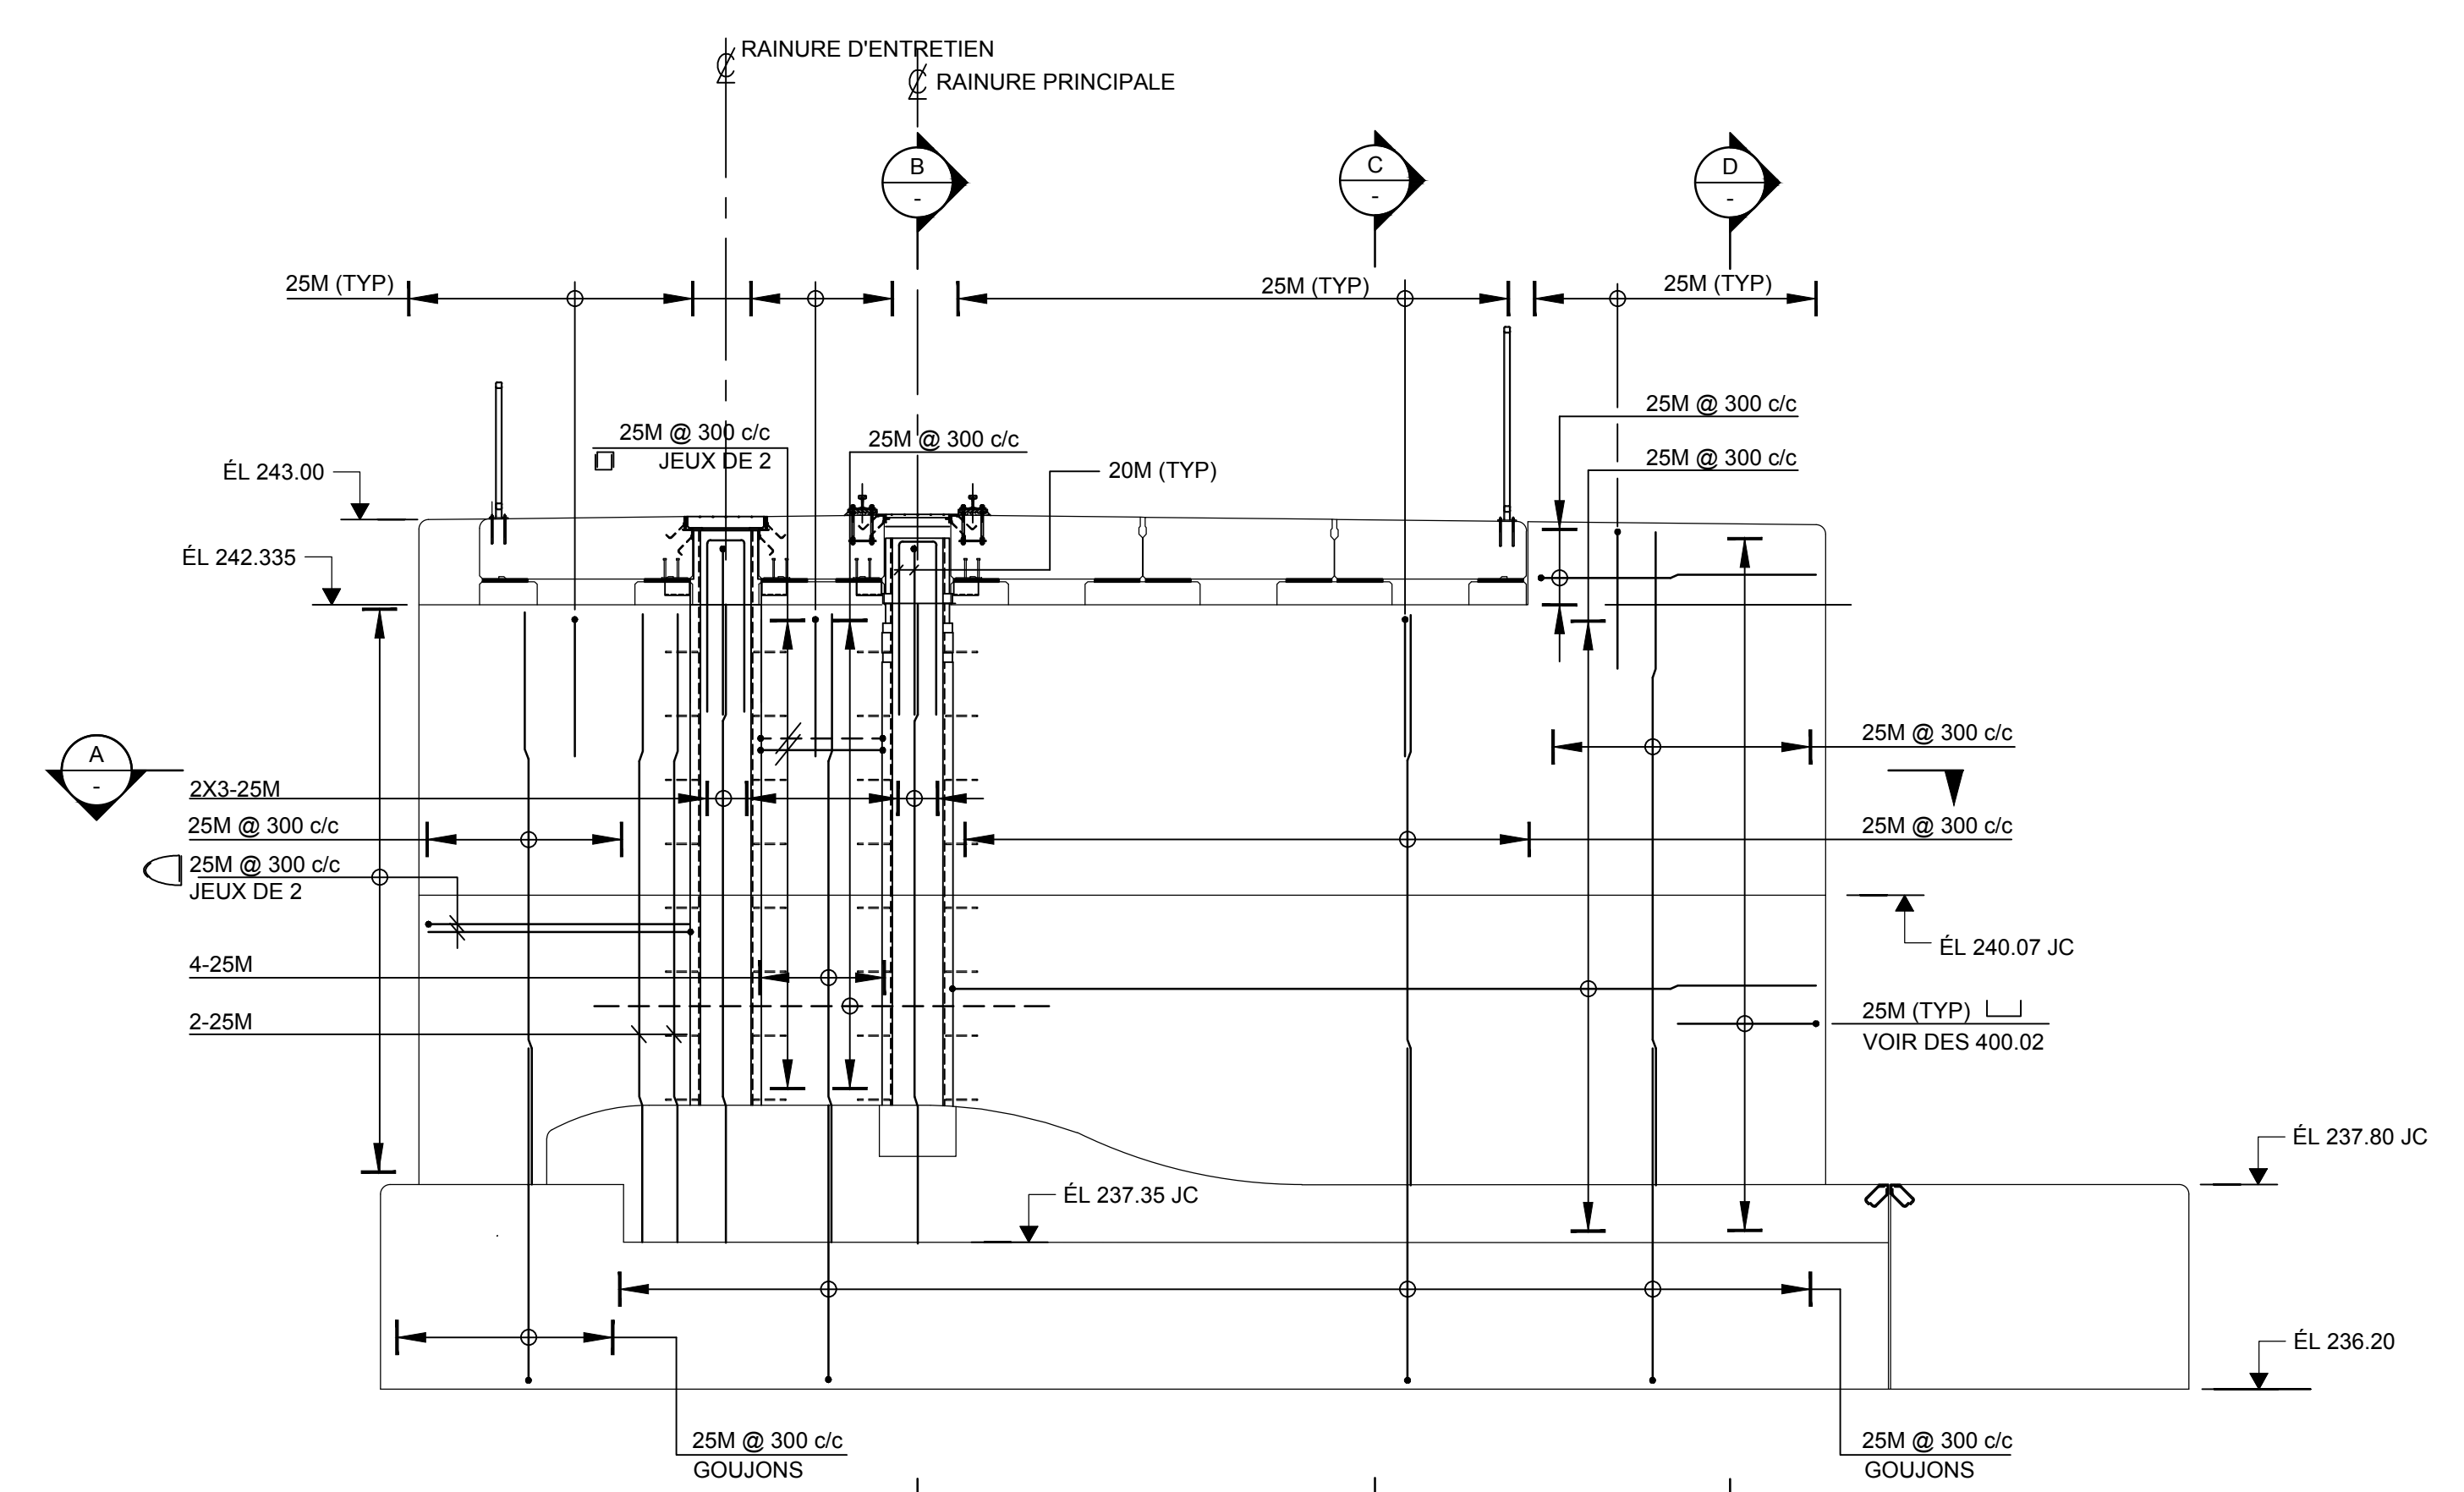 RAINURE D'ENTRETIEN
RAINURE PRINCIPALE
B
-
C
-
D
-
25M (TYP)
25M (TYP)
25M (TYP)
25M @ 300 c/c
25M @ 300 c/c
JEUX DE 2
25M @ 300 c/c
25M @ 300 c/c
20M (TYP)
ÉL 243.00
ÉL 242.335
25M @ 300 c/c
A
-
2X3-25M
25M @ 300 c/c
25M @ 300 c/c
25M @ 300 c/c
JEUX DE 2
ÉL 240.07 JC
4-25M
25M (TYP)
2-25M
VOIR DES 400.02
ÉL 237.80 JC
ÉL 237.35 JC
ÉL 236.20
25M @ 300 c/c
GOUJONS
25M @ 300 c/c
GOUJONS